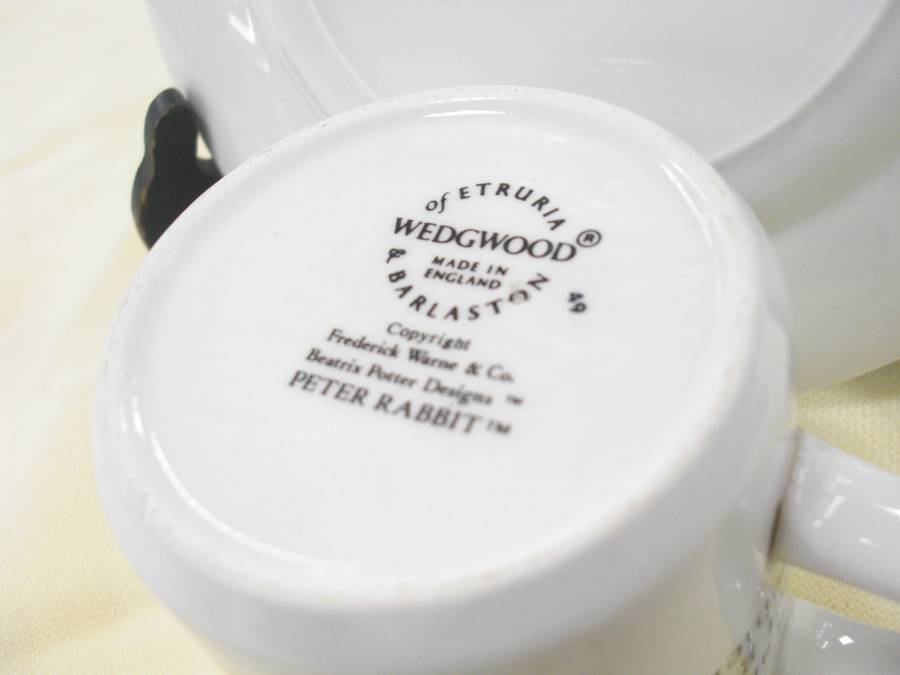 of ETRURIA
WEDGWOOD®
MADE IN
ENGLAND
& BARLASTON
49
Copyright
Frederick Warne & Co.
Beatrix Potter Designs ™
PETER RABBIT™